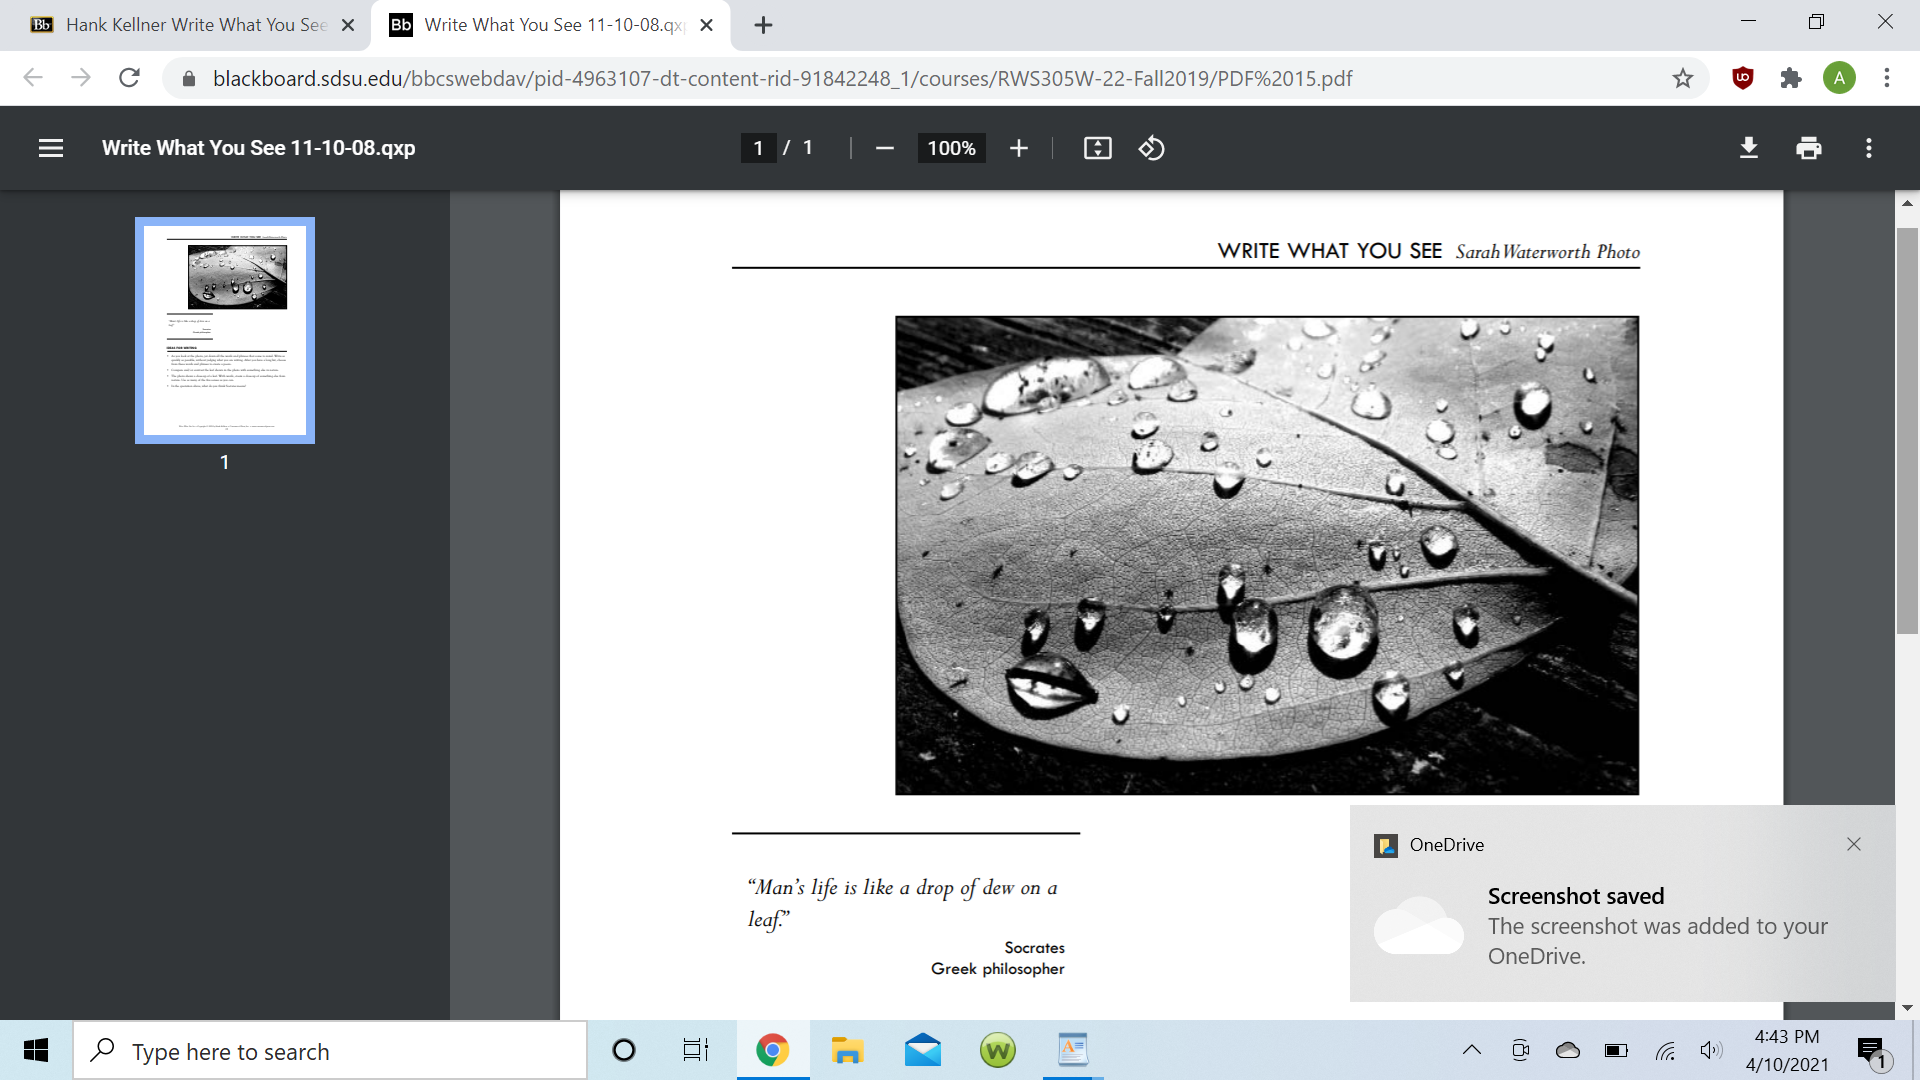 Hank Kellner Write What You See
Write What You See 11-10-08.qxp
blackboard.sdsu.edu/bbcswebdav/pid-4963107-dt-content-rid-91842248_1/courses/RWS305W-22-Fall2019/PDF%2015.pdf
A
Write What You See 11-10-08.qxp
1 / 1
100%
WRITE WHAT YOU SEE Sarah Waterworth Photo
1
“Man’s life is like a drop of dew on a
leaf.”
Socrates
Greek philosopher
OneDrive
Screenshot saved
The screenshot was added to your
OneDrive.
Type here to search
4:43 PM
4/10/2021
1